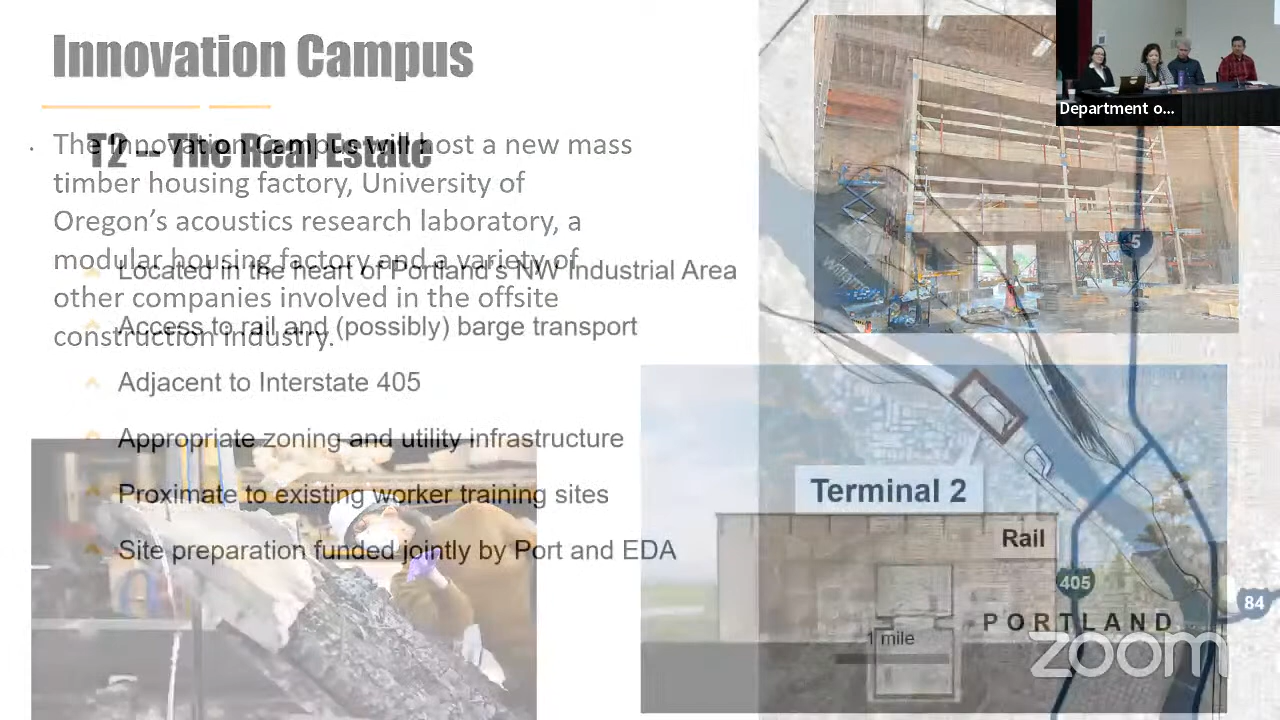 Innovation Campus
The Innovation Campus will host a new mass
timber housing factory, University of
Oregon's acoustics research laboratory, a
modular housing factory and a variety of
other companies involved in the offsite
construction industry.
T2 -- The Real Estate
Located in the heart of Portland's NW Industrial Area
Access to rail and (possibly) barge transport
Adjacent to Interstate 405
Appropriate zoning and utility infrastructure
Proximate to existing worker training sites
Site preparation funded jointly by Port and EDA
Department o...
5
Terminal 2
Rail
405
84
PORTLAND
1 mile
zoom